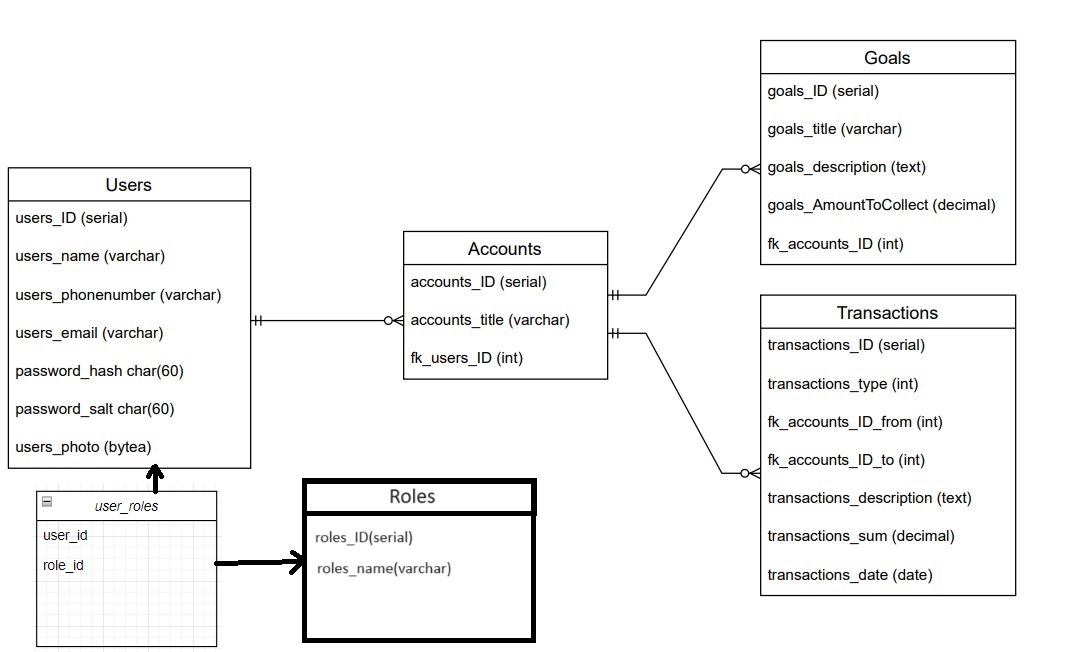 Users
users_ID (serial)
users_name (varchar)
users_phonenumber (varchar)
users_email (varchar)
password_hash char(60)
password_salt char(60)
users_photo (bytea)
user_roles
user_id
role_id
Roles
roles_ID(serial)
roles_name(varchar)
Accounts
accounts_ID (serial)
accounts_title (varchar)
fk_users_ID (int)
Goals
goals_ID (serial)
goals_title (varchar)
goals_description (text)
goals_AmountToCollect (decimal)
fk_accounts_ID (int)
Transactions
transactions_ID (serial)
transactions_type (int)
fk_accounts_ID_from (int)
fk_accounts_ID_to (int)
transactions_description (text)
transactions_sum (decimal)
transactions_date (date)